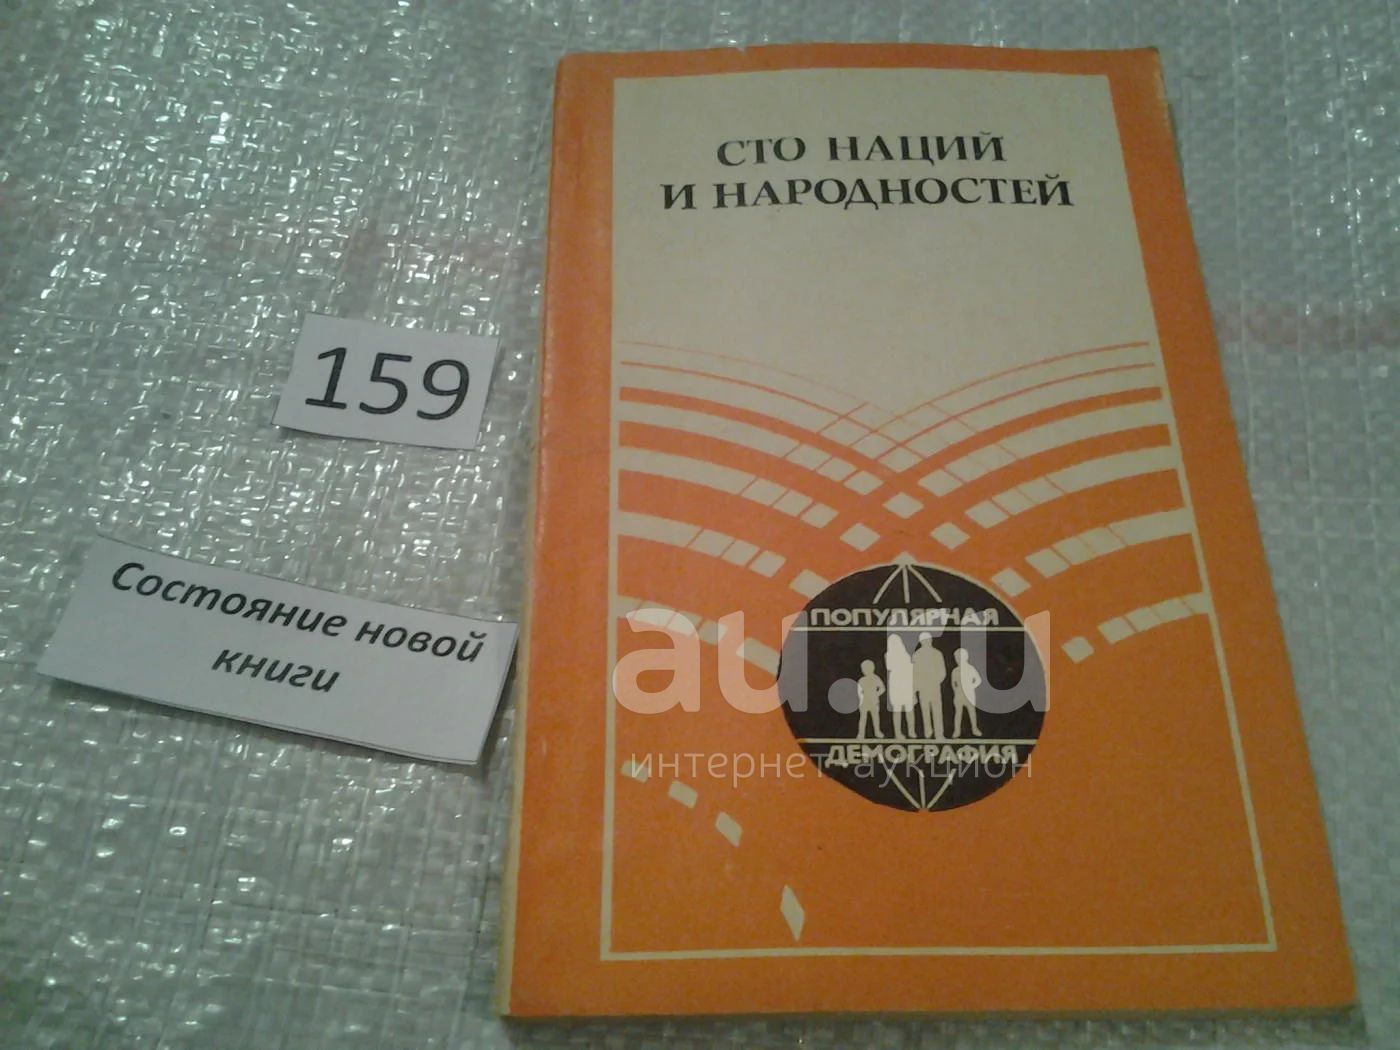 СТО НАЦИЙ
И НАРОДНОСТЕЙ
159
Состояние новой
книги
ПОПУЛЯРНАЯ
ДЕМОГРАФИЯ
au.ru
интернет аукцион